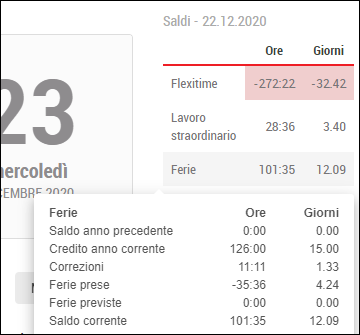 Saldi - 22.12.2020
Ore Giorni
Flexitime -272:22 -32.42
Lavoro
straordinario 28:36 3.40
Ferie 101:35 12.09
23
mercoledì
2020
Ferie Ore Giorni
Saldo anno precedente 0:00 0.00
Credito anno corrente 126:00 15.00
Correzioni 11:11 1.33
Ferie prese -35:36 4.24
Ferie previste 0:00 0.00
Saldo corrente 101:35 12.09